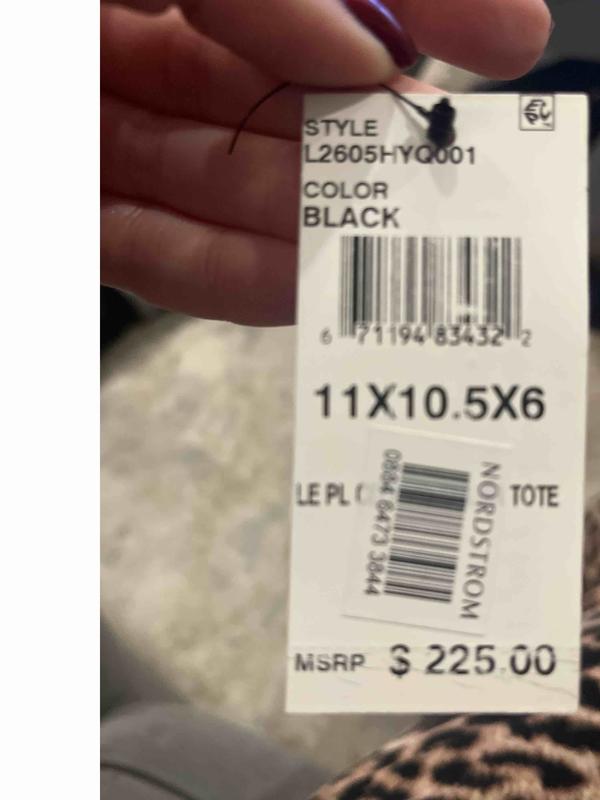 STYLE
L2605HYQ001
COLOR
BLACK
6 71194 83432 2
11X10.5X6
LE PL TOTE
NORDSTROM
0884 6473 3844
MSRP $ 225.00